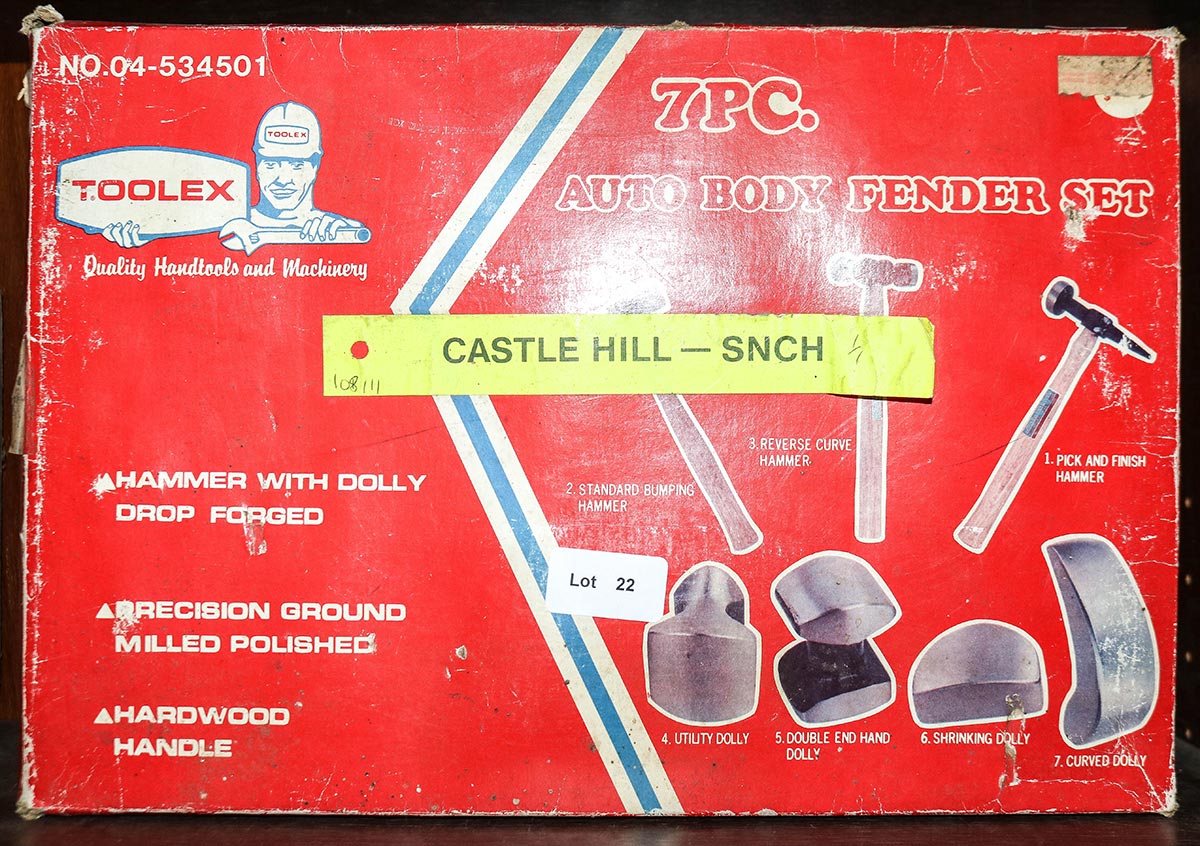 NO.04-534501
TOOLEX
TOOLEX
Quality Handtools and Machinery
7PC.
AUTO BODY FENDER SET
CASTLE HILL — SNCH
▲HAMMER WITH DOLLY
DROP FORGED
▲PRECISION GROUND
MILLED POLISHED
▲HARDWOOD
HANDLE
3. REVERSE CURVE
HAMMER
1. PICK AND FINISH
HAMMER
2. STANDARD BUMPING
HAMMER
Lot 22
4. UTILITY DOLLY
5. DOUBLE END HAND
DOLLY
6. SHRINKING DOLLY
7. CURVED DOLLY